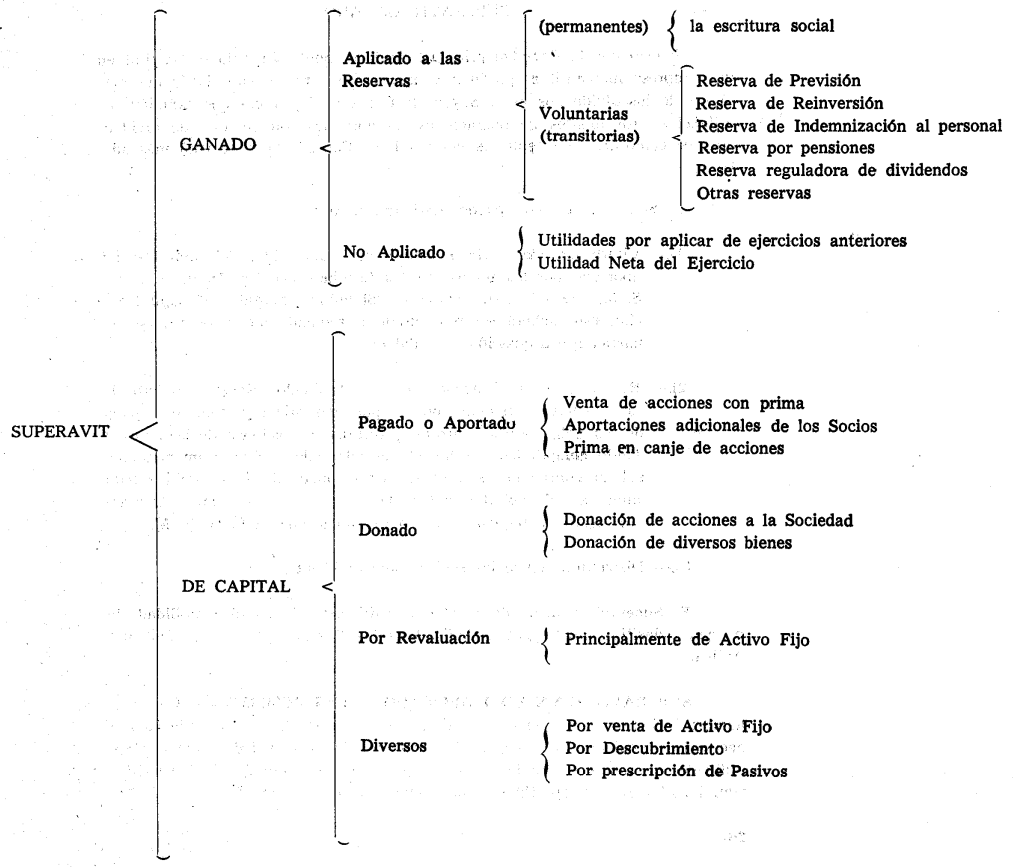 (permanentes) la escritura social
Aplicado a las
Reservas
Voluntarias
(transitorias)
Reserva de Previsión
Reserva de Reinversión
Reserva de Indemnización al personal
Reserva por pensiones
Reserva reguladora de dividendos
Otras reservas
GANADO
No Aplicado
Utilidades por aplicar de ejercicios anteriores
Utilidad Neta del Ejercicio
SUPERAVIT
Pagado o Aportado
Venta de acciones con prima
Aportaciones adicionales de los Socios
Prima en canje de acciones
Donado
Donación de acciones a la Sociedad
Donación de diversos bienes
DE CAPITAL
Por Revaluación
Principalmente de Activo Fijo
Diversos
Por venta de Activo Fijo
Por Descubrimiento
Por prescripción de Pasivos